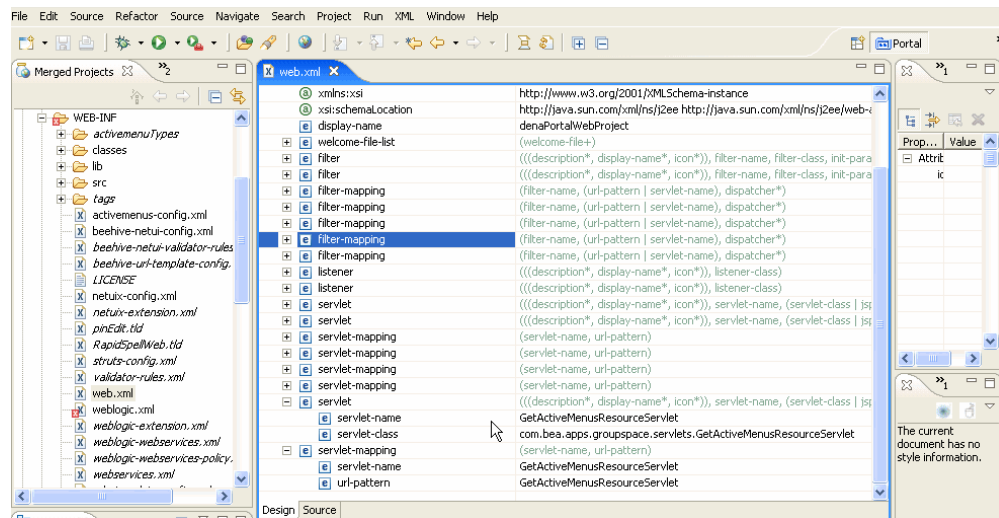 File Edit Source Refactor Source Navigate Search Project Run XML Window Help
Portal
Merged Projects
2
WEB-INF
activemenuTypes
classes
lib
src
tags
activemenus-config.xml
beehive-netui-config.xml
beehive-netui-validator-rules
beehive-url-template-config.
LICENSE
netuix-config.xml
netuix-extension.xml
pinEdit.tld
RapidSpellWeb.tld
struts-config.xml
validator-rules.xml
web.xml
weblogic.xml
weblogic-extension.xml
weblogic-webservices.xml
weblogic-webservices-policy.
webservices.xml
web.xml
xmlns:xsi http://www.w3.org/2001/XMLSchema-instance
xsi:schemaLocation http://java.sun.com/xml/ns/j2ee http://java.sun.com/xml/ns/j2ee/web-a
display-name denaPortalWebProject
welcome-file-list (welcome-file+)
filter (((description*, display-name*, icon*)), filter-name, filter-class, init-para
filter (((description*, display-name*, icon*)), filter-name, filter-class, init-para
filter-mapping (filter-name, (url-pattern | servlet-name), dispatcher*)
filter-mapping (filter-name, (url-pattern | servlet-name), dispatcher*)
filter-mapping (filter-name, (url-pattern | servlet-name), dispatcher*)
filter-mapping (filter-name, (url-pattern | servlet-name), dispatcher*)
filter-mapping (filter-name, (url-pattern | servlet-name), dispatcher*)
listener (((description*, display-name*, icon*)), listener-class)
listener (((description*, display-name*, icon*)), listener-class)
servlet (((description*, display-name*, icon*)), servlet-name, (servlet-class | jsp
servlet (((description*, display-name*, icon*)), servlet-name, (servlet-class | jsp
servlet-mapping (servlet-name, url-pattern)
servlet-mapping (servlet-name, url-pattern)
servlet-mapping (servlet-name, url-pattern)
servlet-mapping (servlet-name, url-pattern)
servlet (((description*, display-name*, icon*)), servlet-name, (servlet-class | jsp
servlet-name GetActiveMenusResourceServlet
servlet-class com.bea.apps.groupspace.servlets.GetActiveMenusResourceServlet
servlet-mapping (servlet-name, url-pattern)
servlet-name GetActiveMenusResourceServlet
url-pattern GetActiveMenusResourceServlet
Design Source
1
Prop... Value
Attrib
ic
1
The current
document has no
style information.